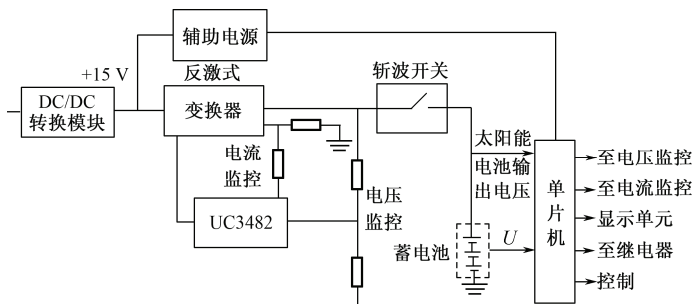 辅助电源
+15 V
反激式
斩波开关
DC/DC
转换模块
变换器
太阳能
电池输
出电压
电流
监控
电压
监控
UC3482
蓄电池
U
单
片
机
至电压监控
至电流监控
显示单元
至继电器
控制